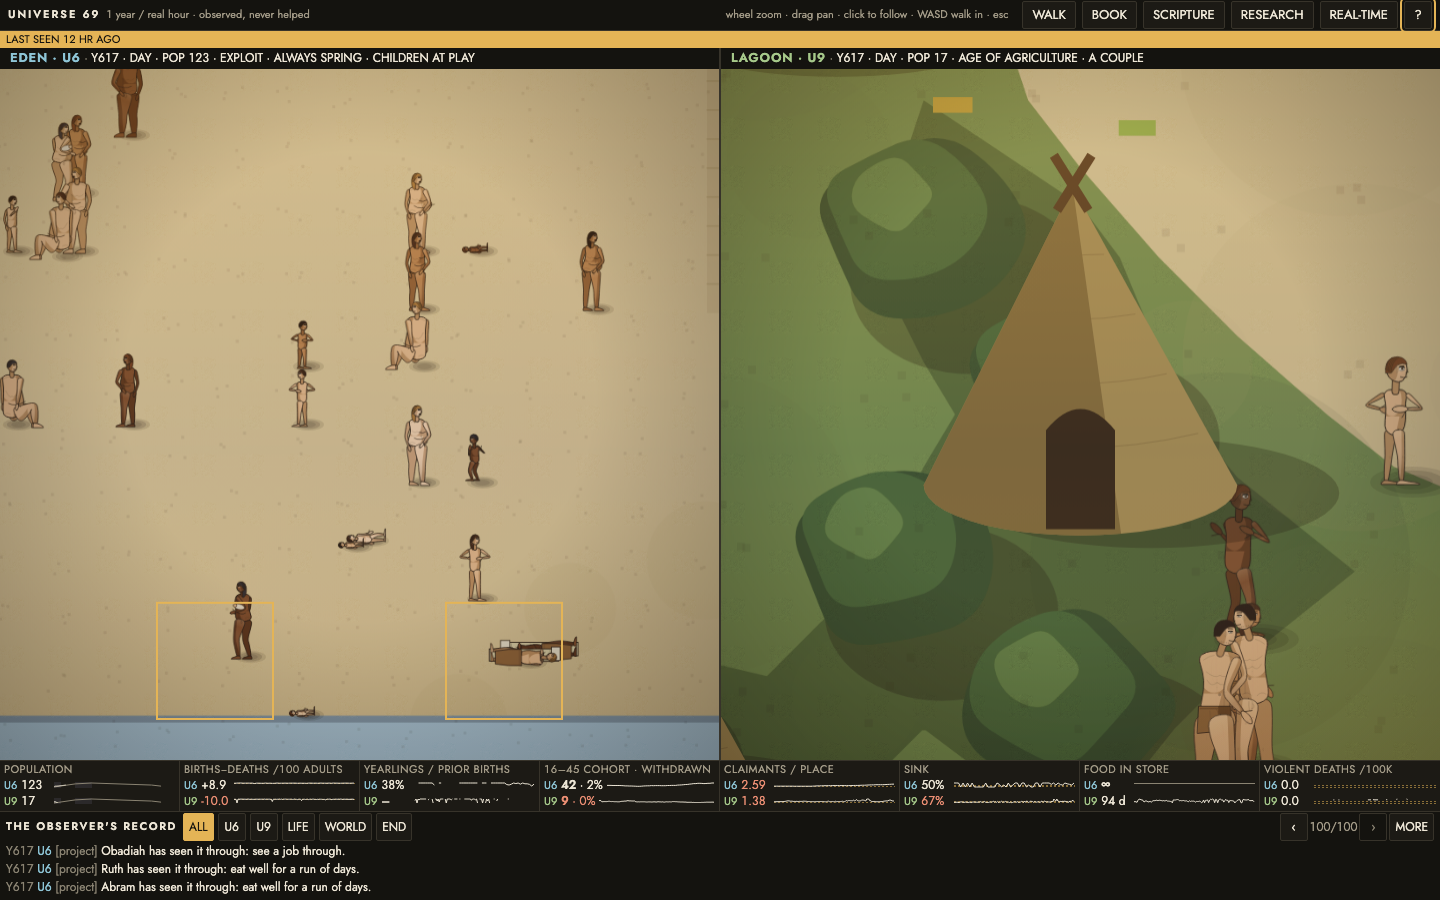 UNIVERSE 69 1 year / real hour · observed, never helped
wheel zoom · drag pan · click to follow · WASD walk in · esc
WALK BOOK SCRIPTURE RESEARCH REAL-TIME ?
LAST SEEN 12 HR AGO
EDEN · U6 · Y617 · DAY · POP 123 · EXPLOIT · ALWAYS SPRING · CHILDREN AT PLAY
LAGOON · U9 · Y617 · DAY · POP 17 · AGE OF AGRICULTURE · A COUPLE
POPULATION
U6 123
U9 17
BIRTHS–DEATHS /100 ADULTS
U6 +8.9
U9 -10.0
YEARLINGS / PRIOR BIRTHS
U6 38%
U9 –
16–45 COHORT · WITHDRAWN
U6 42 · 2%
U9 9 · 0%
CLAIMANTS / PLACE
U6 2.59
U9 1.38
SINK
U6 50%
U9 67%
FOOD IN STORE
U6 ∞
U9 94 d
VIOLENT DEATHS /100K
U6 0.0
U9 0.0
THE OBSERVER'S RECORD ALL U6 U9 LIFE WORLD END
‹ 100/100 › MORE
Y617 U6 [project] Obadiah has seen it through: see a job through.
Y617 U6 [project] Ruth has seen it through: eat well for a run of days.
Y617 U6 [project] Abram has seen it through: eat well for a run of days.